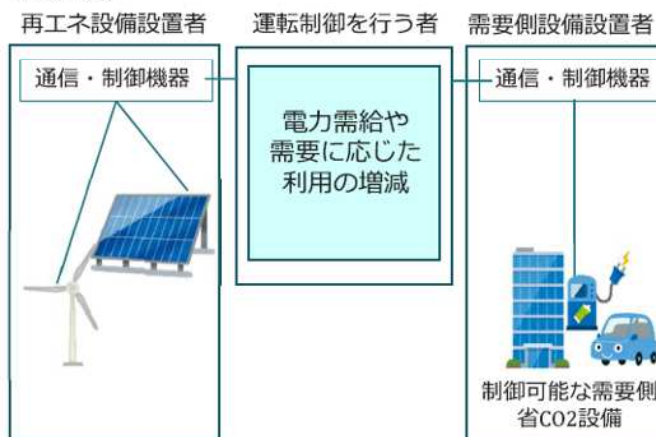 再エネ設備設置者
運転制御を行う者
需要側設備設置者
通信・制御機器
電力需給や
需要に応じた
利用の増減
通信・制御機器
制御可能な需要側
省CO2設備